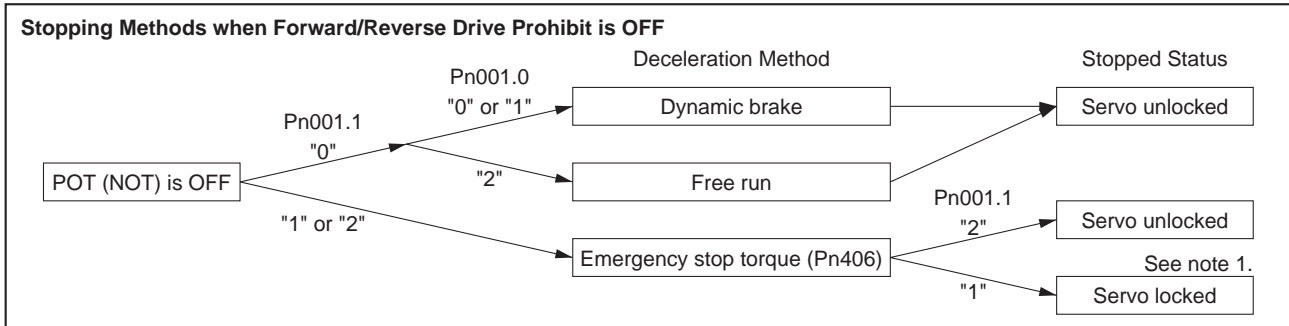 Stopping Methods when Forward/Reverse Drive Prohibit is OFF
Deceleration Method
Stopped Status
Pn001.0
"0" or "1"
Dynamic brake
Servo unlocked
Pn001.1
"0"
POT (NOT) is OFF
"2"
Free run
Pn001.1
"2"
Servo unlocked
"1" or "2"
Emergency stop torque (Pn406)
See note 1.
"1"
Servo locked